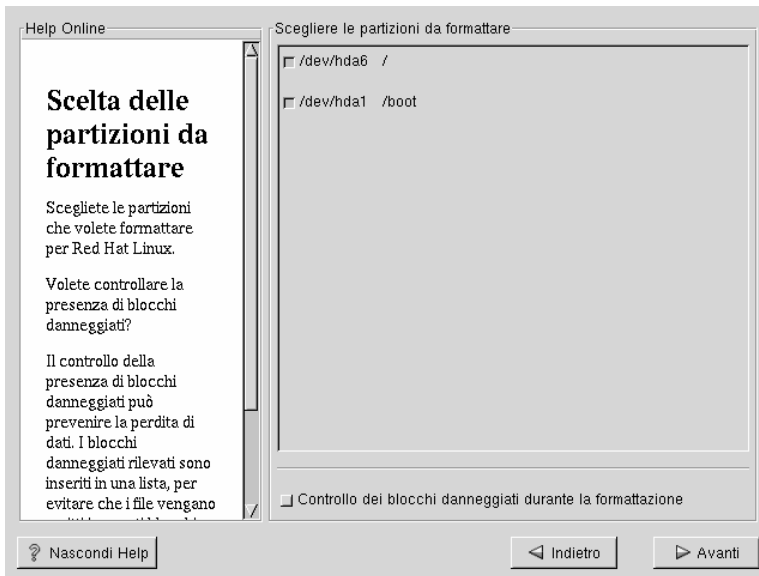 Help Online
Scelta delle
partizioni da
formattare
Scegliete le partizioni
che volete formattare
per Red Hat Linux.
Volete controllare la
presenza di blocchi
danneggiati?
Il controllo della
presenza di blocchi
danneggiati può
prevenire la perdita di
dati. I blocchi
danneggiati rilevati sono
inseriti in una lista, per
evitare che i file vengano
Scegliere le partizioni da formattare
/dev/hda6 /
/dev/hda1 /boot
Controllo dei blocchi danneggiati durante la formattazione
? Nascondi Help
Indietro
Avanti